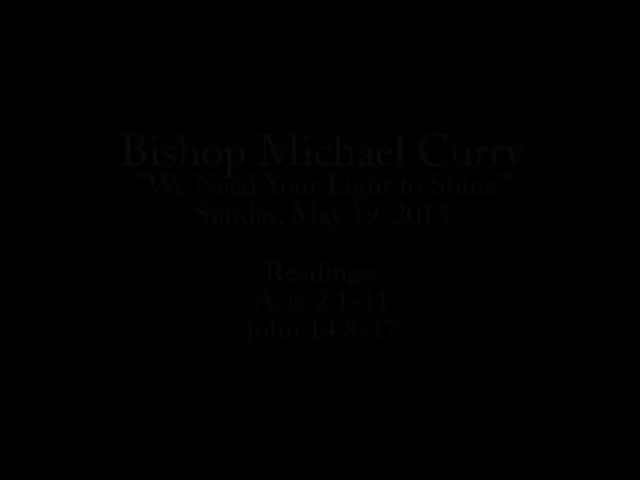 Bishop Michael Curry
"We Need Your Light to Shine"
Sunday, May 19, 2013
Readings:
Acts 2:1-11
John 14:8-17